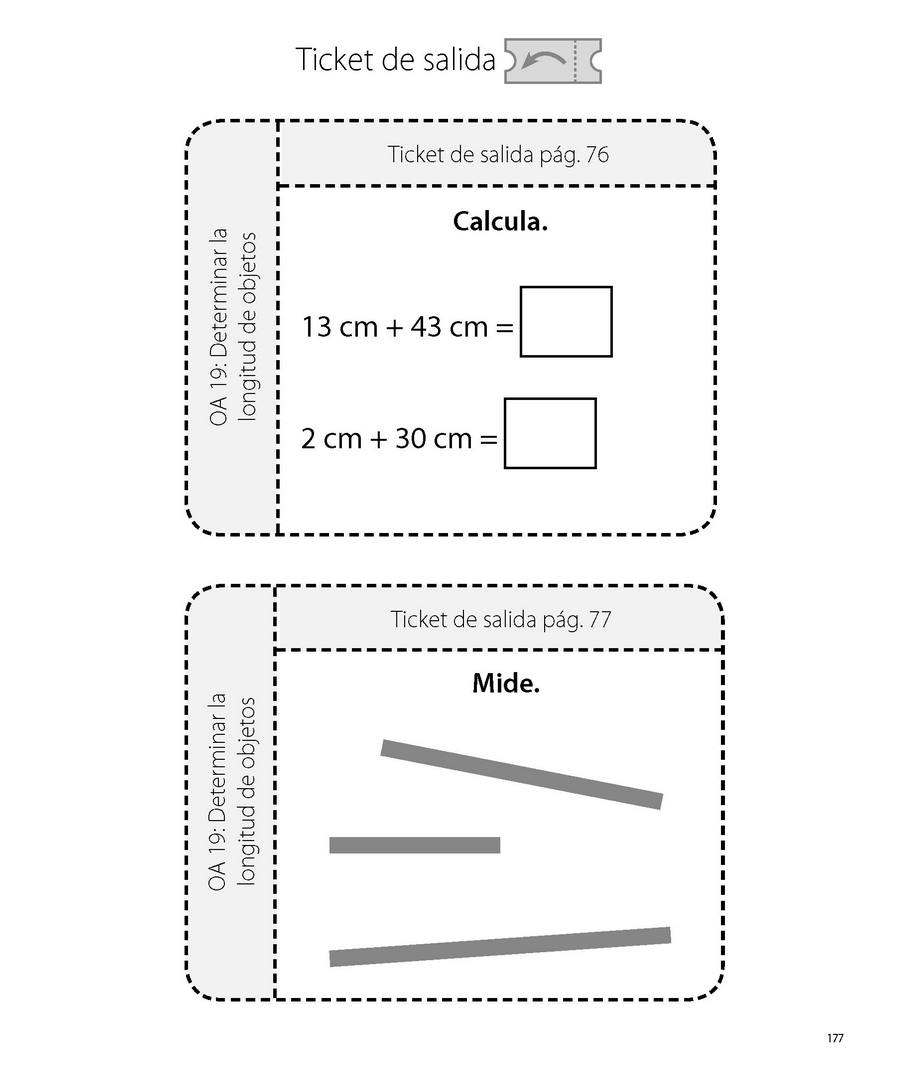 Ticket de salida
Ticket de salida pág. 76
OA 19: Determinar la
longitud de objetos
Calcula.
13 cm + 43 cm =
2 cm + 30 cm =
Ticket de salida pág. 77
OA 19: Determinar la
longitud de objetos
Mide.
177